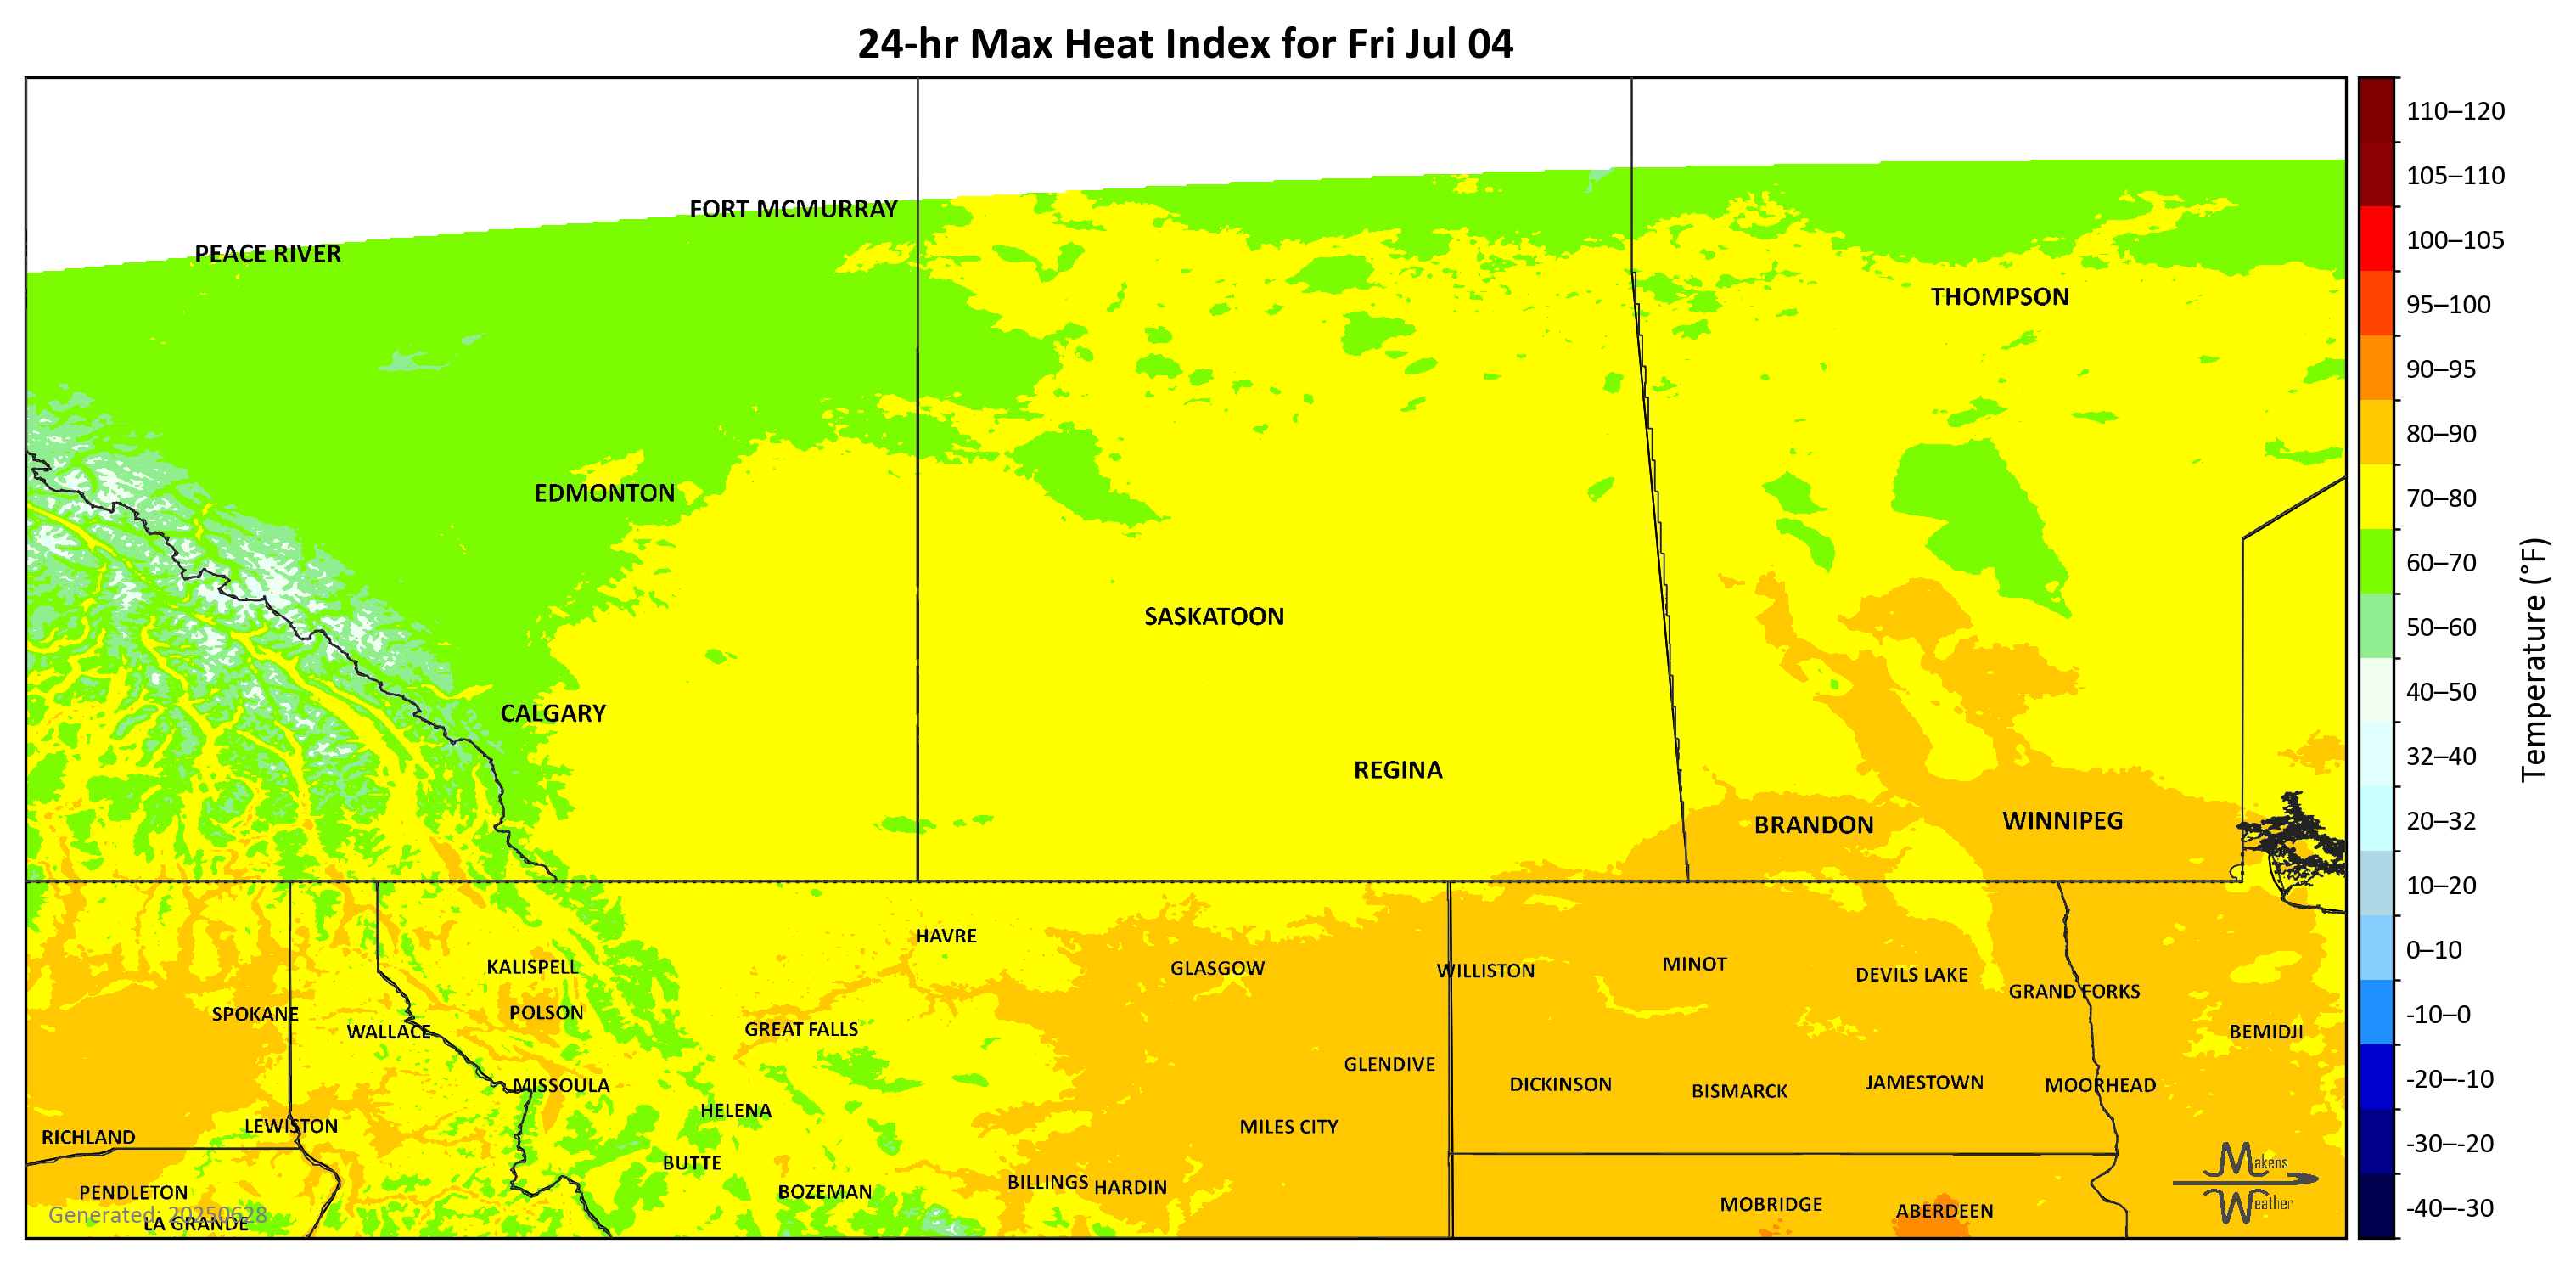 24-hr Max Heat Index for Fri Jul 04
FORT MCMURRAY
PEACE RIVER
THOMPSON
EDMONTON
SASKATOON
CALGARY
REGINA
BRANDON
WINNIPEG
HAVRE
KALISPELL
GLASGOW
WILLISTON
MINOT
DEVILS LAKE
GRAND FORKS
SPOKANE
POLSON
WALLACE
GREAT FALLS
BEMIDJI
GLENDIVE
MISSOULA
DICKINSON
BISMARCK
JAMESTOWN
MOORHEAD
HELENA
LEWISTON
MILES CITY
RICHLAND
BUTTE
PENDLETON
BOZEMAN
BILLINGS
HARDIN
MOBRIDGE
ABERDEEN
LA GRANDE
Generated: 20250628
Makens
Weather
110–120
105–110
100–105
95–100
90–95
80–90
70–80
60–70
50–60
40–50
32–40
20–32
10–20
0–10
-10–0
-20–-10
-30–-20
-40–-30
Temperature (°F)